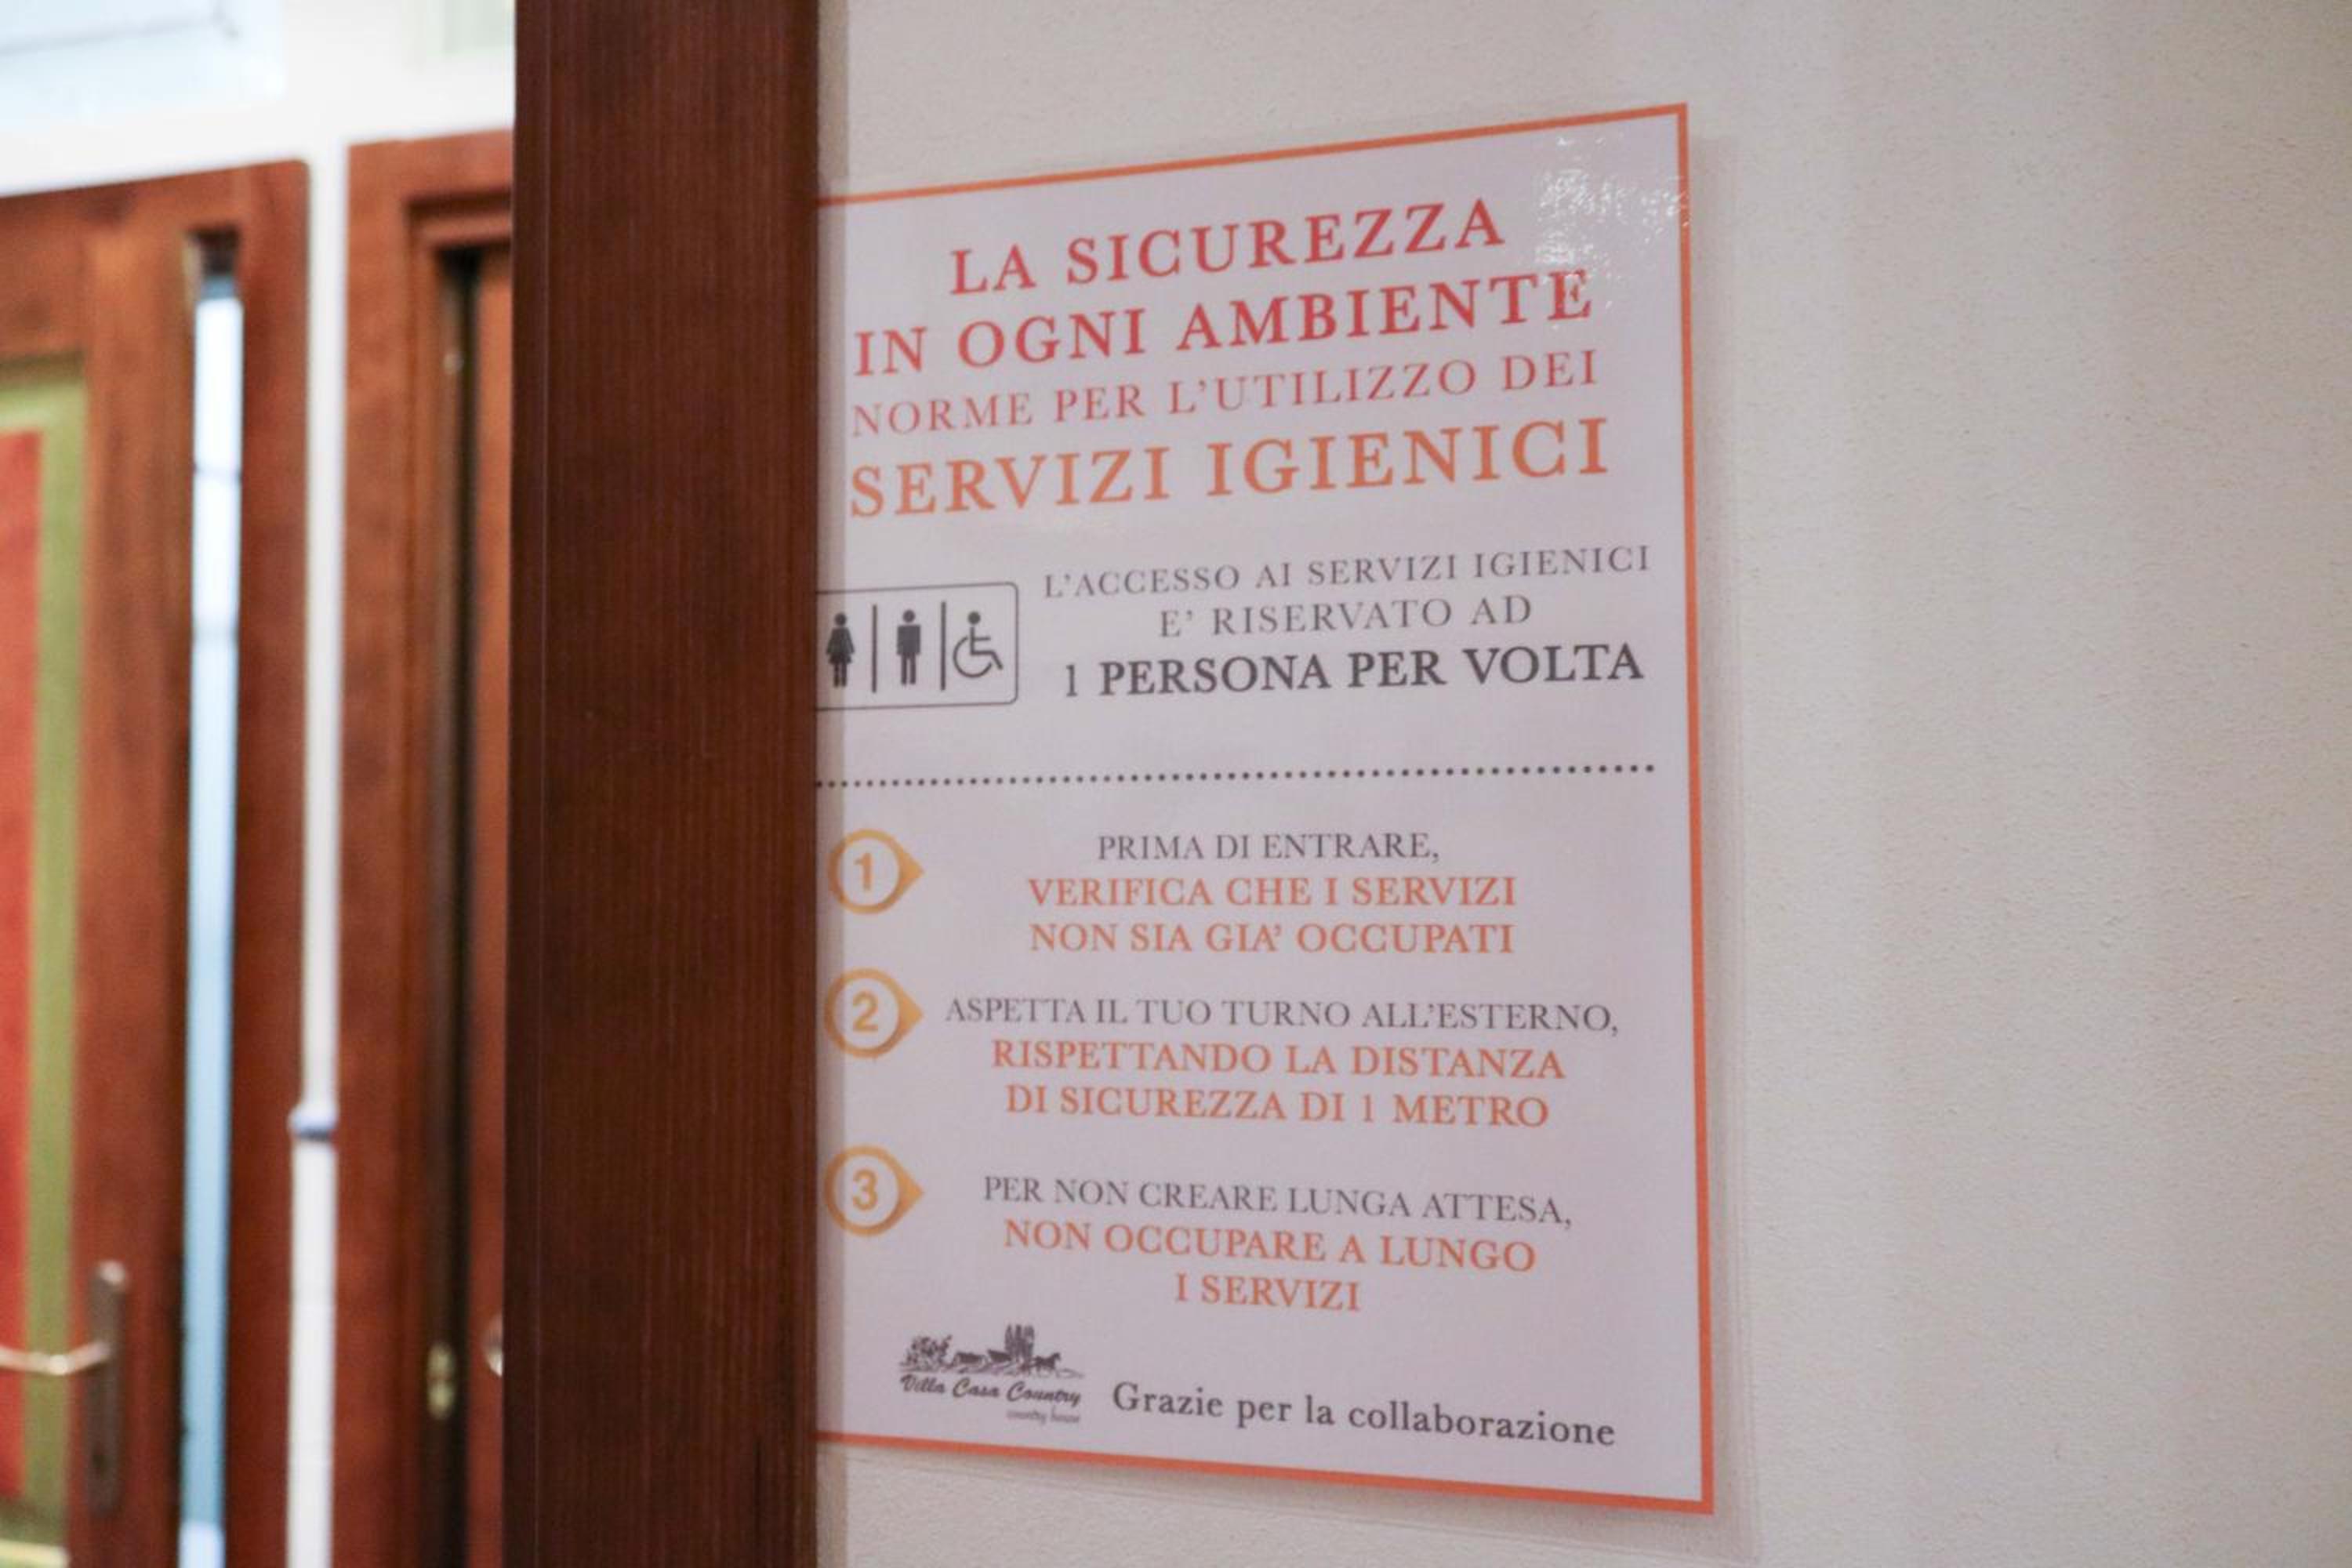 LA SICUREZZA
IN OGNI AMBIENTE
NORME PER L'UTILIZZO DEI
SERVIZI IGIENICI
L'ACCESSO AI SERVIZI IGIENICI
E' RISERVATO AD
1 PERSONA PER VOLTA
1
PRIMA DI ENTRARE,
VERIFICA CHE I SERVIZI
NON SIA GIA' OCCUPATI
2
ASPETTA IL TUO TURNO ALL'ESTERNO,
RISPETTANDO LA DISTANZA
DI SICUREZZA DI 1 METRO
3
PER NON CREARE LUNGA ATTESA,
NON OCCUPARE A LUNGO
I SERVIZI
Villa Casa Country
country house
Grazie per la collaborazione